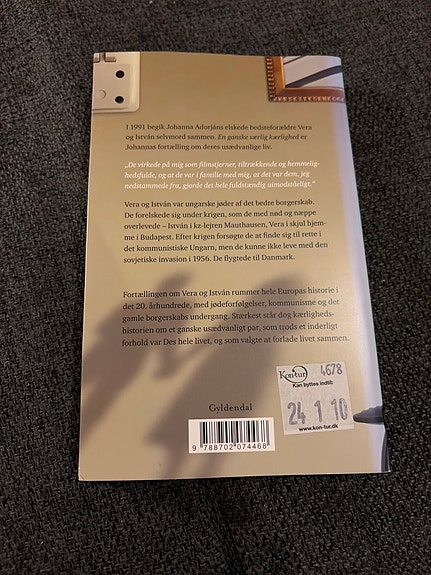 I 1991 begik Johanna Adorjáns elskede bedsteforældre Vera
og István selvmord sammen. En ganske særlig kærlighed er
Johannas fortælling om deres usædvanlige liv.
„De virkede på mig som filmstjerner, tiltrækkende og hemmelig-
hedsfulde, og at de var i familie med mig, at det var dem, jeg
nedstammede fra, gjorde det hele fuldstændig uimodståeligt.“
Vera og István var ungarske jøder af det bedre borgerskab.
De forelskede sig under krigen, som de med nød og næppe
overlevede – István i kz-lejren Mauthausen, Vera i skjul hjem-
me i Budapest. Efter krigen forsøgte de at finde sig til rette i
det kommunistiske Ungarn, men de kunne ikke leve med den
sovjetiske invasion i 1956. De flygtede til Danmark.
Fortællingen om Vera og István rummer hele Europas historie i
det 20. århundrede, med jødeforfølgelser, kommunisme og det
gamle borgerskabs undergang. Stærkest står dog kærligheds-
historien om et ganske usædvanligt par, som trods et inderligt
forhold var Des hele livet, og som valgte at forlade livet sammen.
Kon-tur 4678
Kan byttes indtil:
24 1 10
www.kon-tur.dk
Gyldendal
9 788702 074468